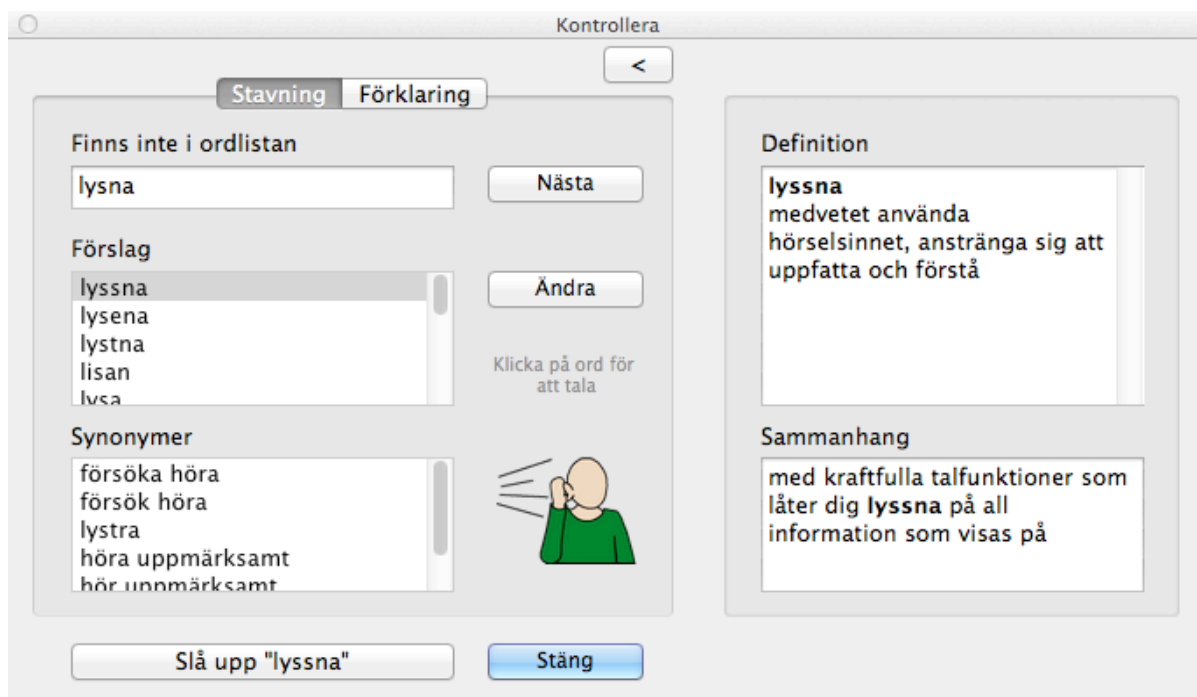 Kontrollera
<
Stavning Förklaring
Finns inte i ordlistan
lysna
Nästa
Förslag
lyssna
lysena
lystna
lisan
lysa
Ändra
Klicka på ord för
att tala
Synonymer
försöka höra
försök höra
lystra
höra uppmärksamt
hör uppmärksamt
Slå upp "lyssna"
Stäng
Definition
lyssna
medvetet använda
hörselsinnet, anstränga sig att
uppfatta och förstå
Sammanhang
med kraftfulla talfunktioner som
låter dig lyssna på all
information som visas på